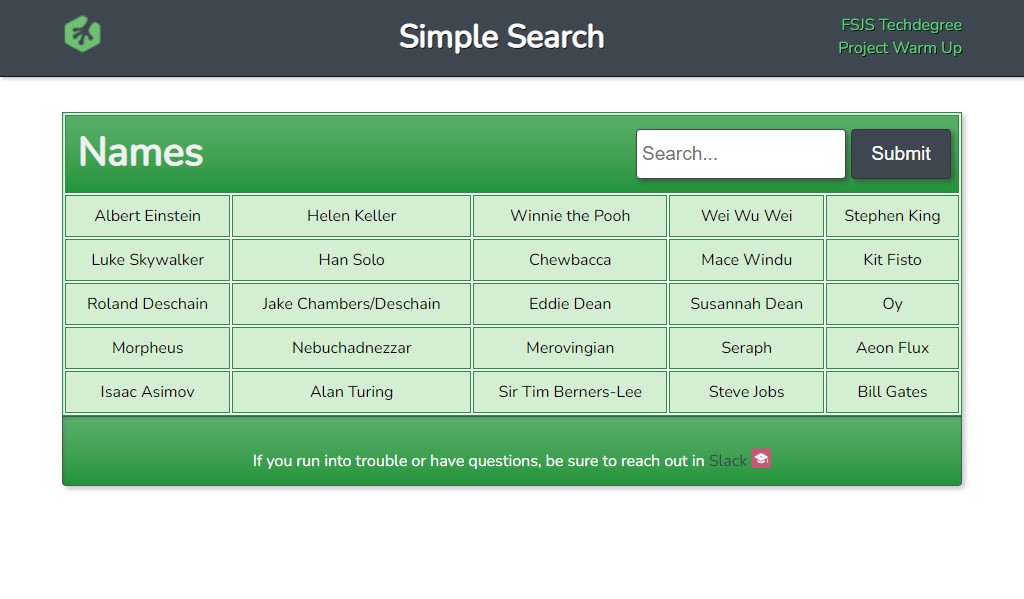 Simple Search
FSJS Techdegree
Project Warm Up
Names
Search...
Submit
Albert Einstein Helen Keller Winnie the Pooh Wei Wu Wei Stephen King
Luke Skywalker Han Solo Chewbacca Mace Windu Kit Fisto
Roland Deschain Jake Chambers/Deschain Eddie Dean Susannah Dean Oy
Morpheus Nebuchadnezzar Merovingian Seraph Aeon Flux
Isaac Asimov Alan Turing Sir Tim Berners-Lee Steve Jobs Bill Gates
If you run into trouble or have questions, be sure to reach out in Slack